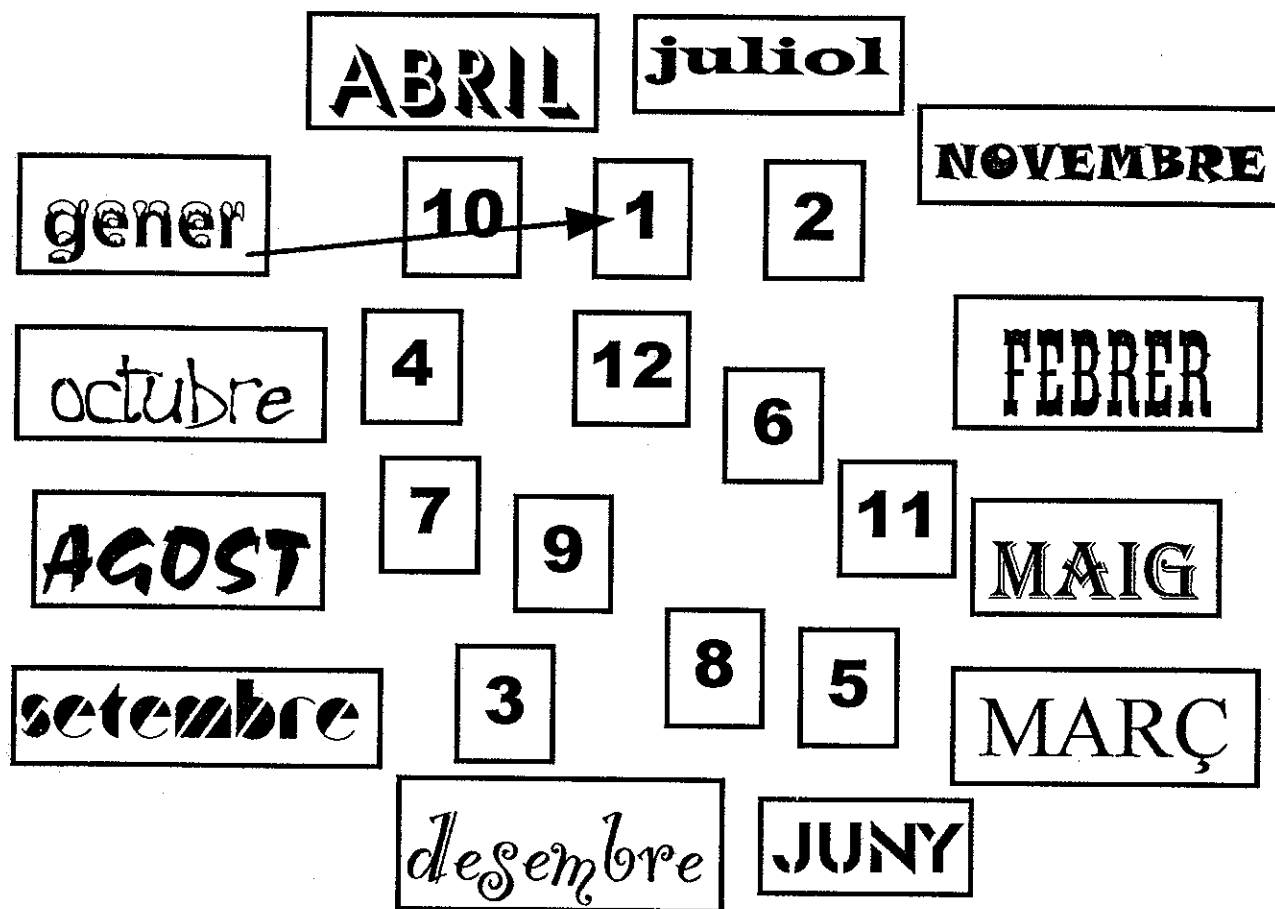 ABRIL
juliol
NOVEMBRE
gener
10
1
2
octubre
4
12
6
FEBRER
AGOST
7
9
11
MAIG
setembre
3
8
5
MARÇ
desembre
JUNY